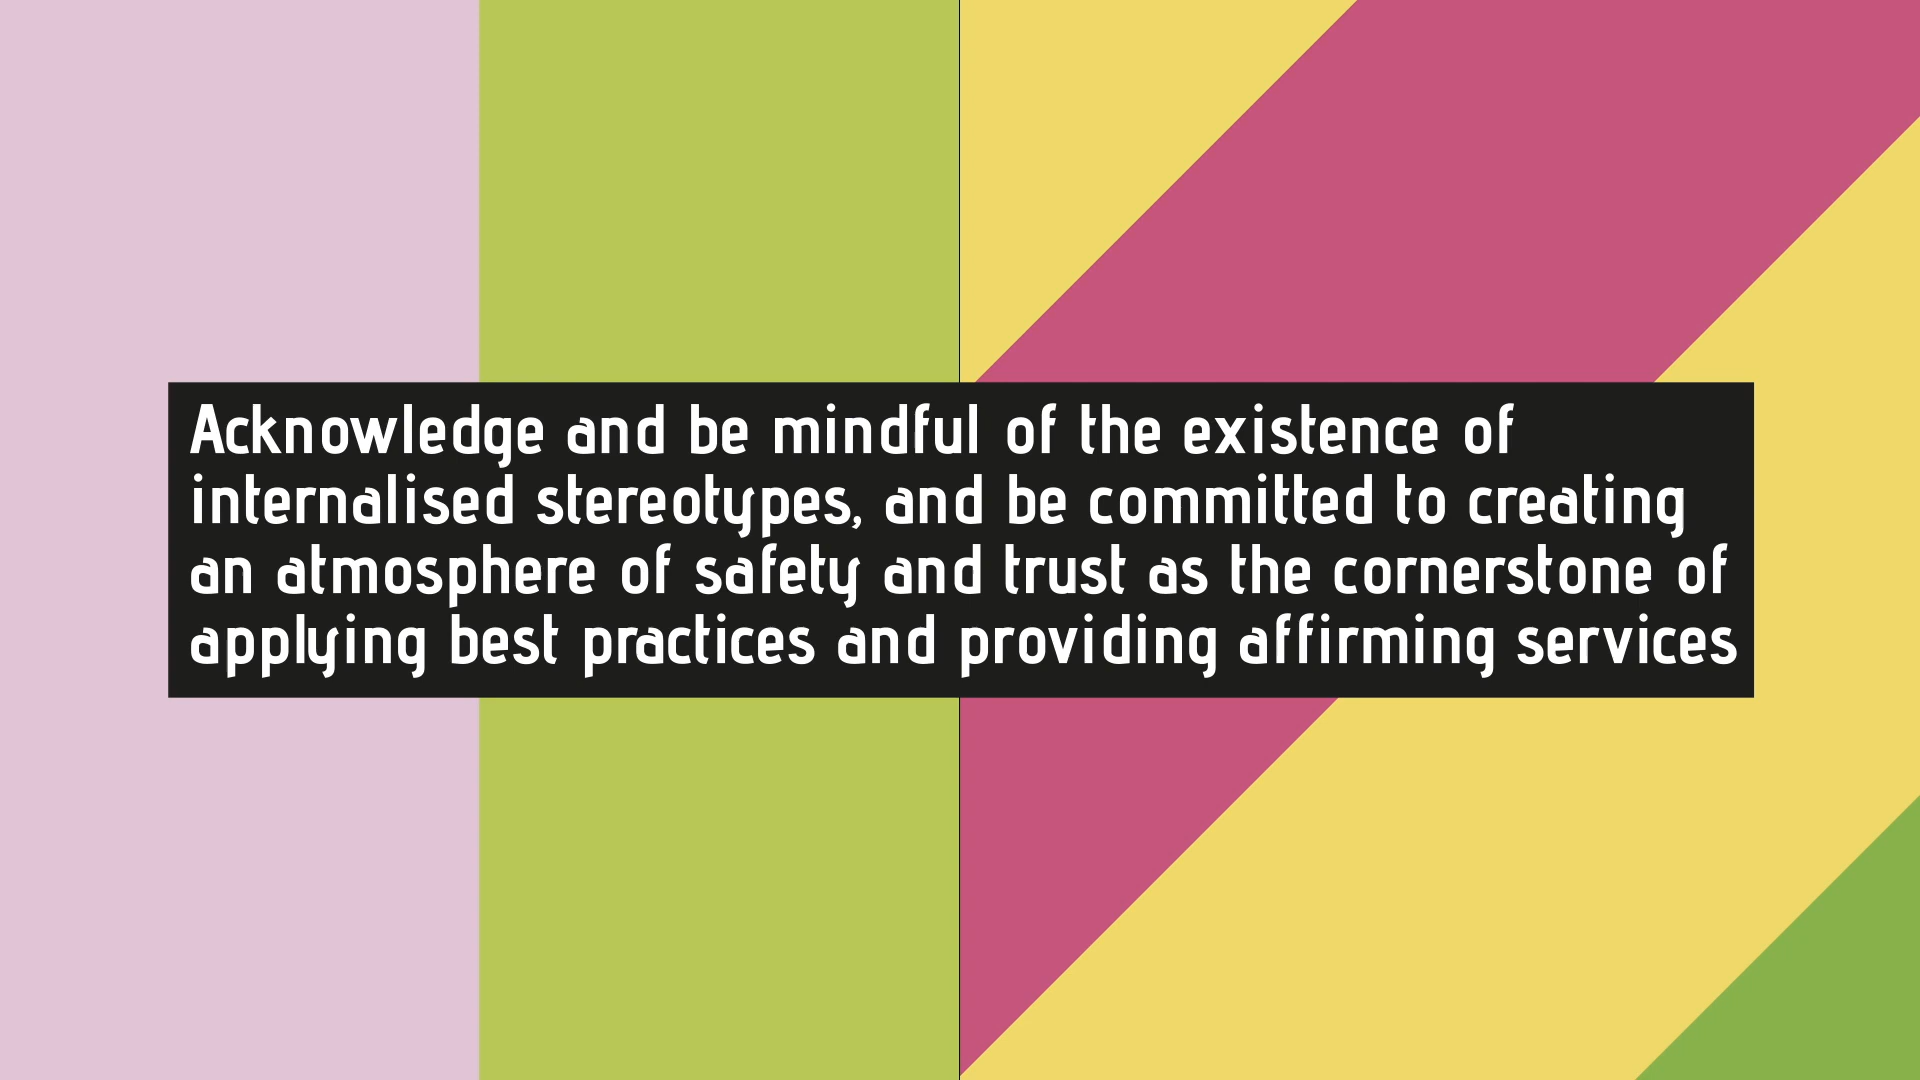 Acknowledge and be mindful of the existence of
internalised stereotypes, and be committed to creating
an atmosphere of safety and trust as the cornerstone of
applying best practices and providing affirming services